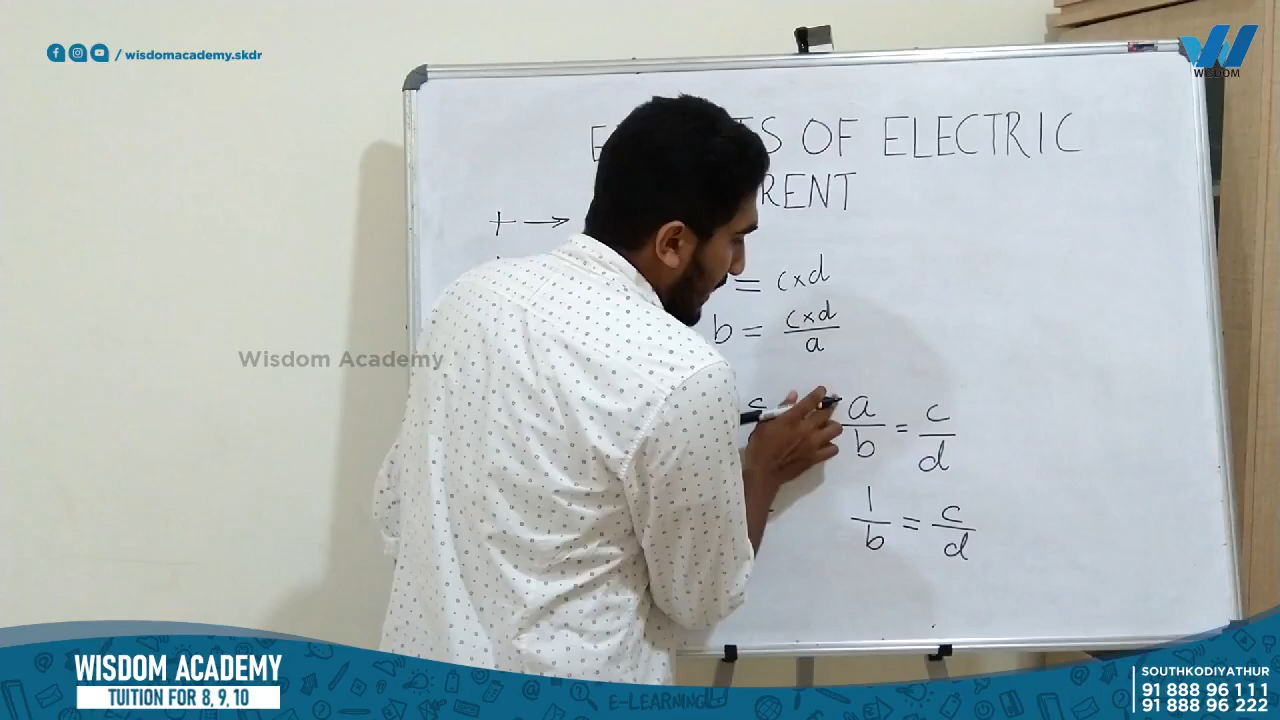 / wisdomacademy.skdr
WISDOM
TS OF ELECTRIC
RENT
+ →
= c×d
b = c×d/a
a/b = c/d
1/b = c/d
Wisdom Academy
WISDOM ACADEMY
TUITION FOR 8, 9, 10
E-LEARNING
SOUTHKODIYATHUR
91 888 96 111
91 888 96 222